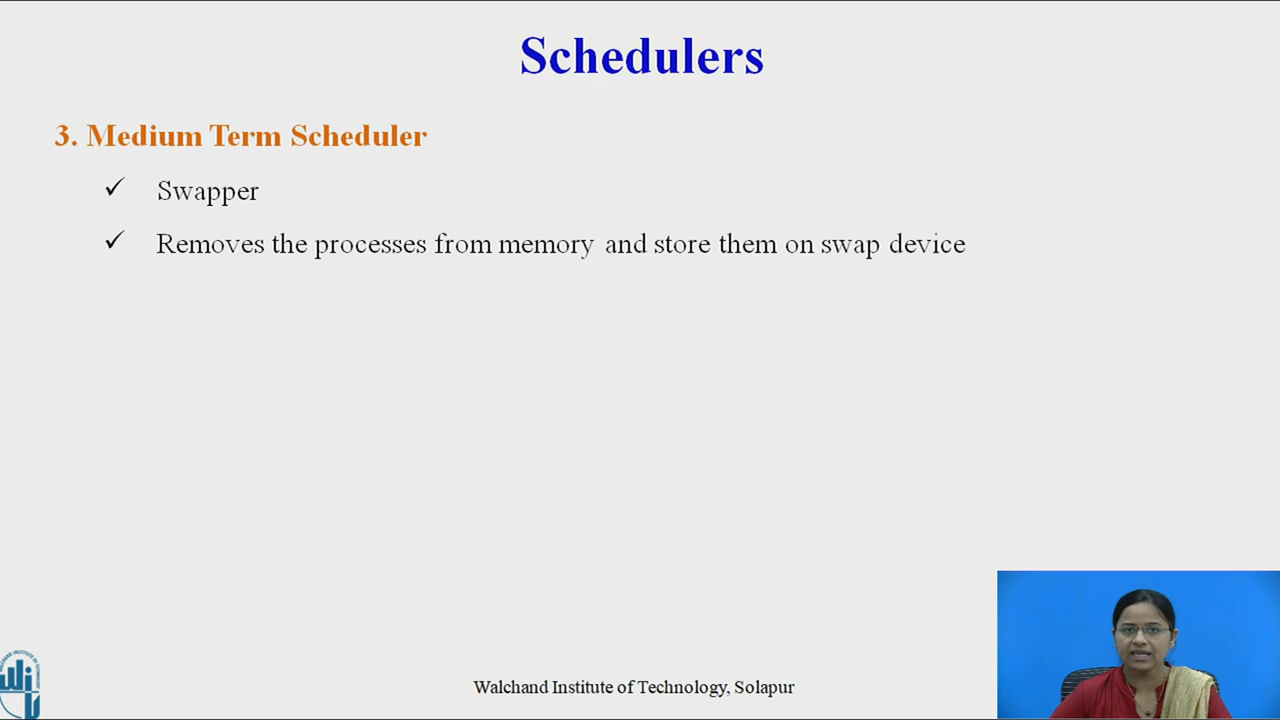 Schedulers
3. Medium Term Scheduler
✓ Swapper
✓ Removes the processes from memory and store them on swap device
Walchand Institute of Technology, Solapur